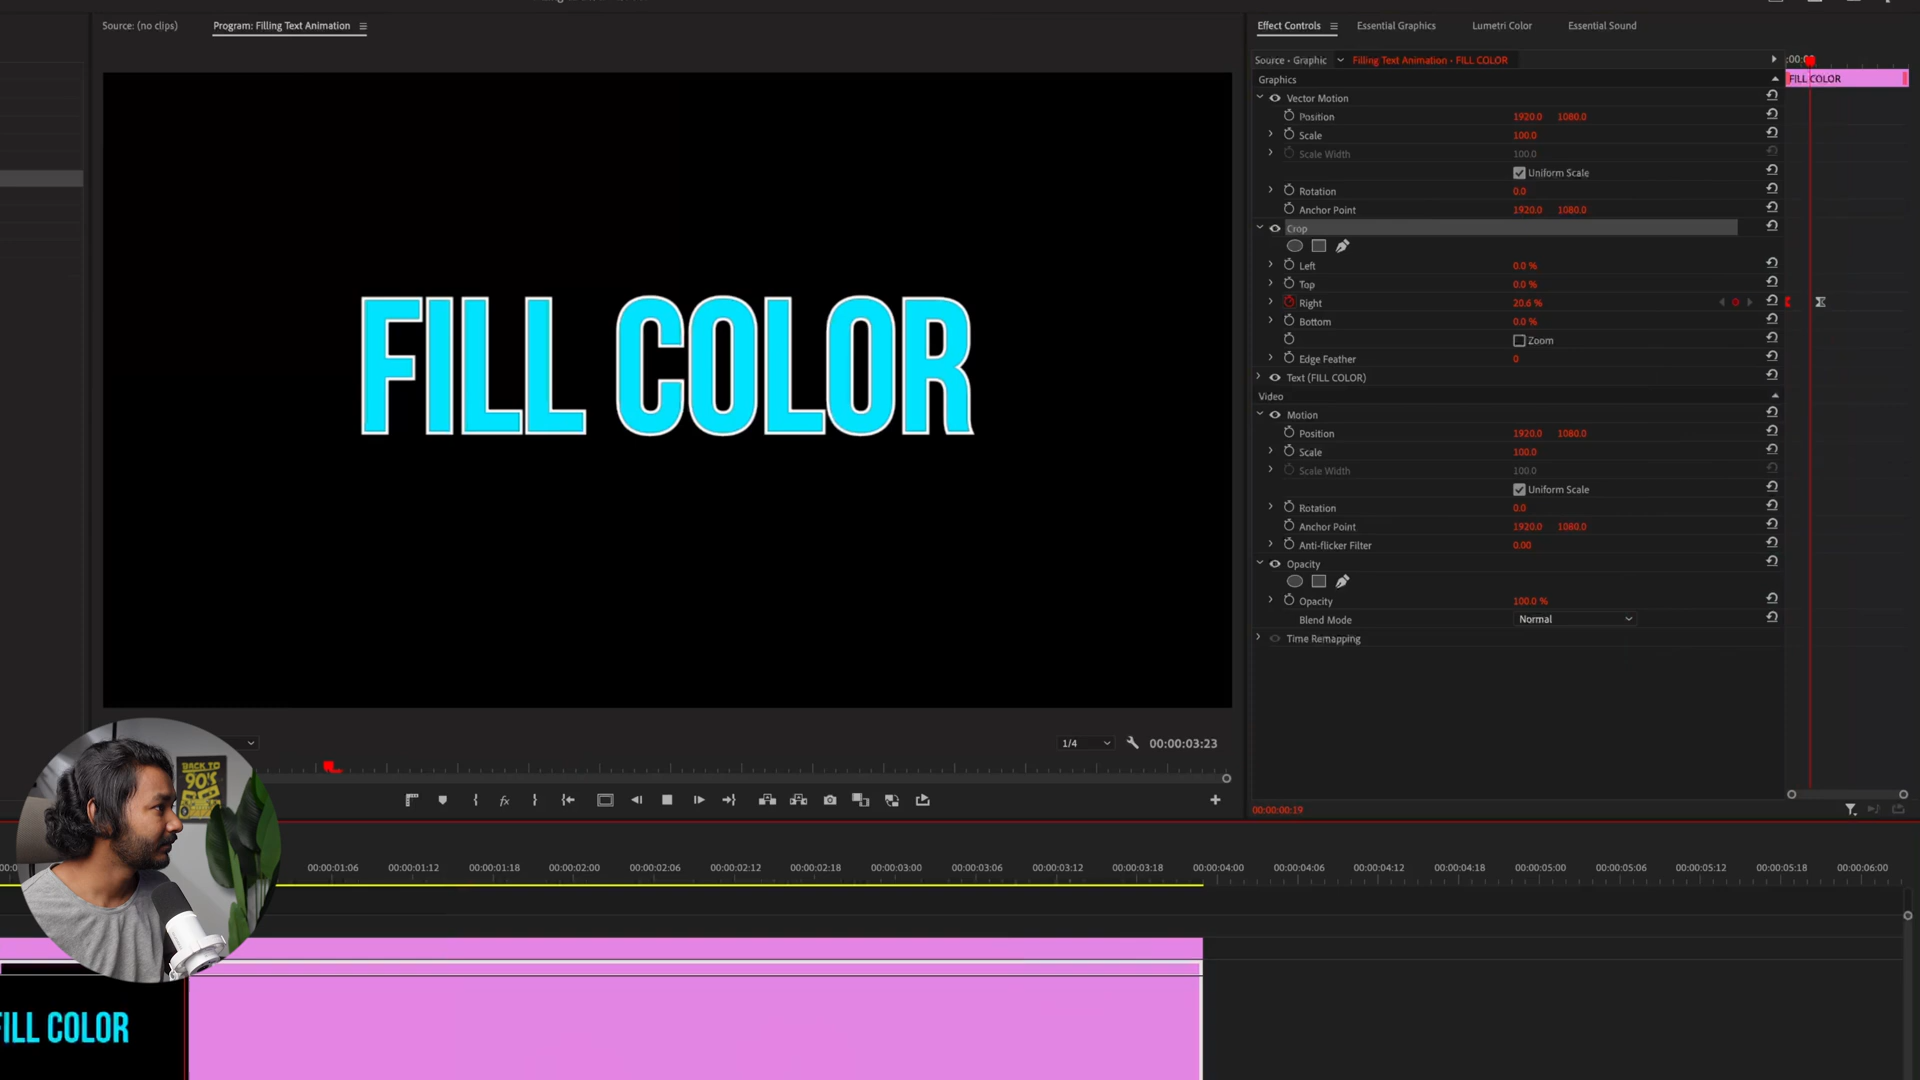 Source: (no clips)
Program: Filling Text Animation
Effect Controls
Essential Graphics
Lumetri Color
Essential Sound
Source • Graphic
Filling Text Animation • FILL COLOR
Graphics
FILL COLOR
Vector Motion
Position 1920.0 1080.0
Scale 100.0
Scale Width 100.0
Uniform Scale
Rotation 0.0
Anchor Point 1920.0 1080.0
Crop
Left 0.0 %
Top 0.0 %
Right 20.6 %
Bottom 0.0 %
Zoom
Edge Feather 0
Text (FILL COLOR)
Video
Motion
Position 1920.0 1080.0
Scale 100.0
Scale Width 100.0
Uniform Scale
Rotation 0.0
Anchor Point 1920.0 1080.0
Anti-flicker Filter 0.00
Opacity
Opacity 100.0 %
Blend Mode Normal
Time Remapping
00:00:00:19
FILL COLOR
1/4
00:00:03:23
BACK TO
90'S
fx
00:00:01:06 00:00:01:12 00:00:01:18 00:00:02:00 00:00:02:06 00:00:02:12 00:00:02:18 00:00:03:00 00:00:03:06 00:00:03:12 00:00:03:18 00:00:04:00 00:00:04:06 00:00:04:12 00:00:04:18 00:00:05:00 00:00:05:06 00:00:05:12 00:00:05:18 00:00:06:00
FILL COLOR